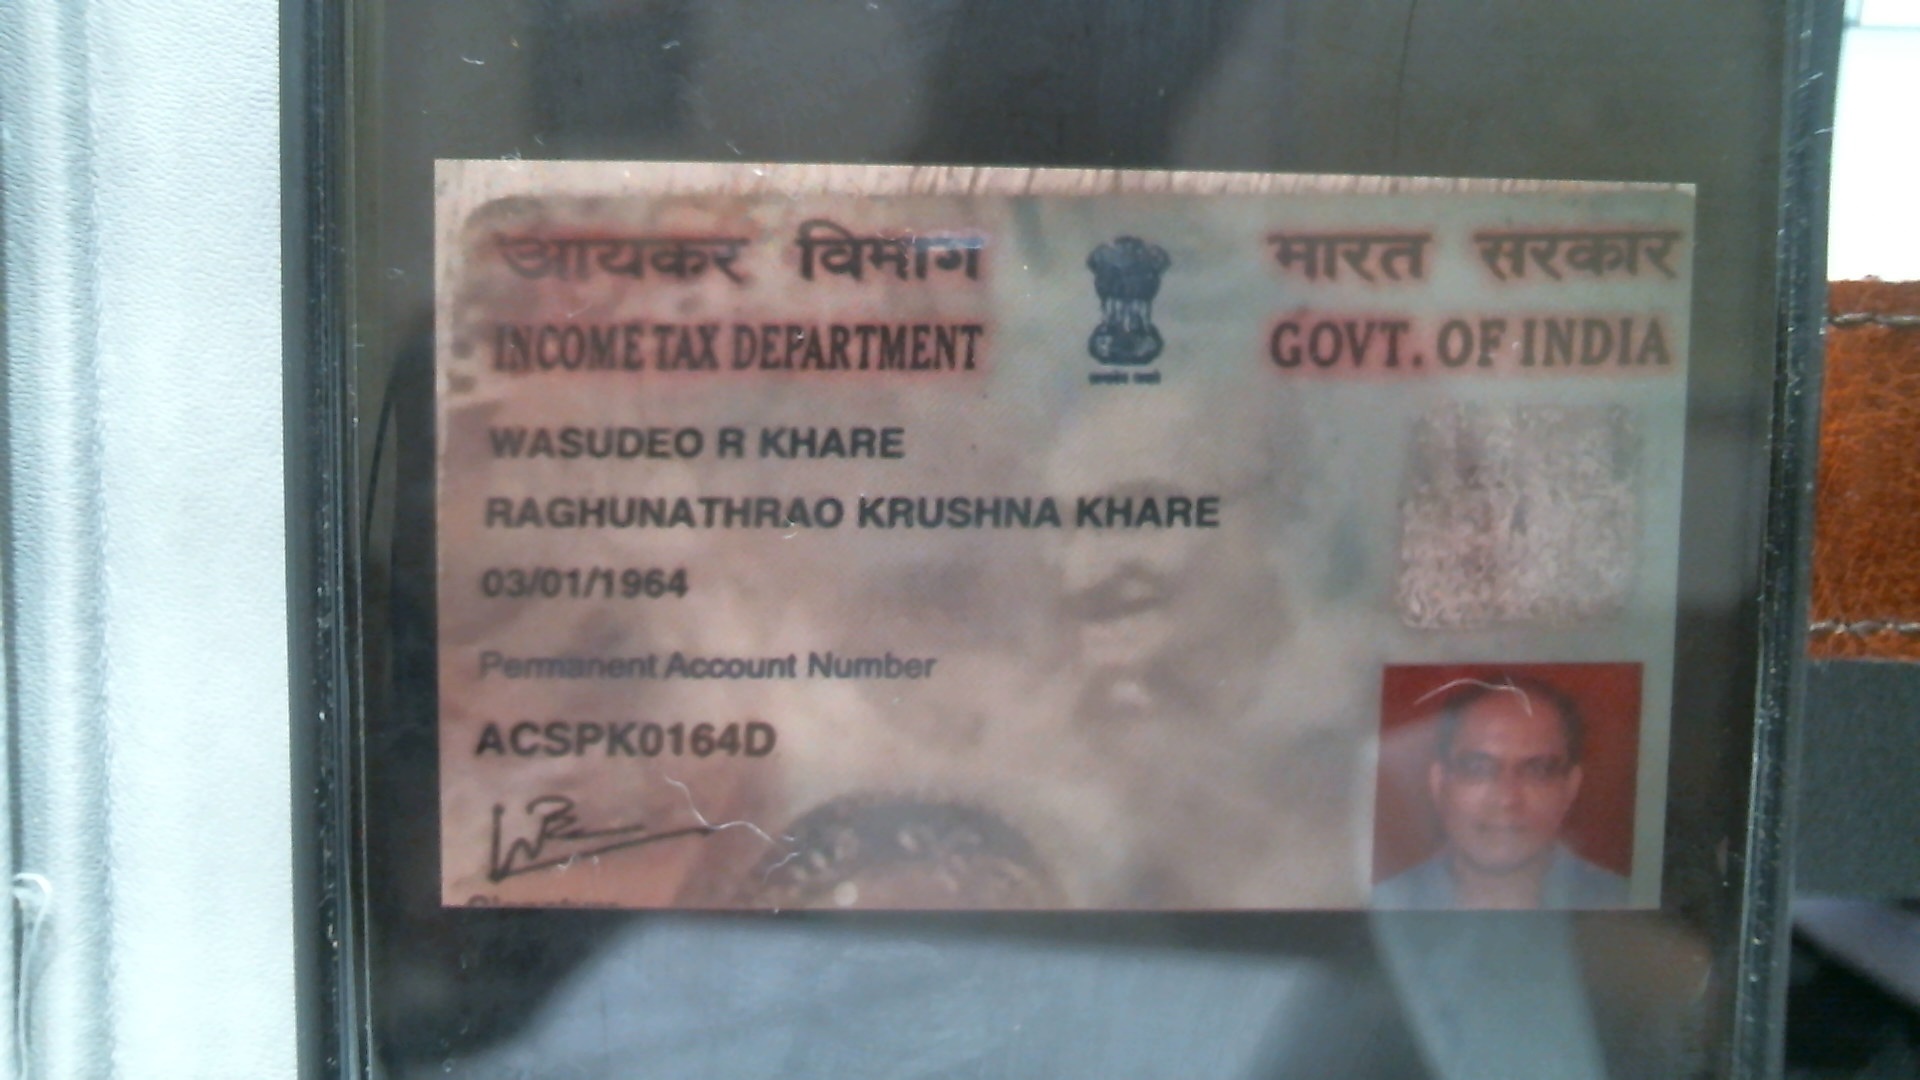 आयकर विभाग
भारत सरकार
INCOME TAX DEPARTMENT
GOVT. OF INDIA
WASUDEO R KHARE
RAGHUNATHRAO KRUSHNA KHARE
03/01/1964
Permanent Account Number
ACSPK0164D
Signature